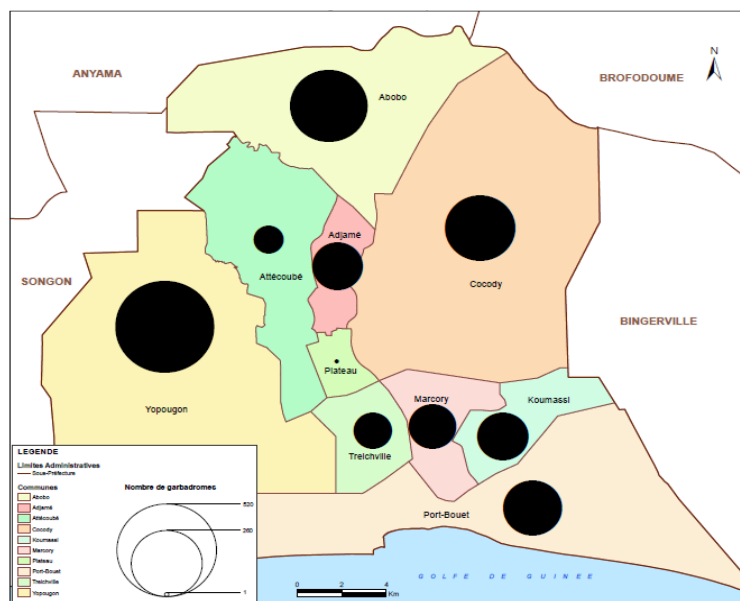 N
ANYAMA
BROFODOUME
Abobo
Adjamé
Attécoubé
Cocody
SONGON
BINGERVILLE
Plateau
Yopougon
Marcory
Koumassi
Treichville
Port-Bouet
GOLFE DE GUINEE
0 2 4
Km
LEGENDE
Limites Administratives
Sous-Préfecture
Communes
Abobo
Adjamé
Attécoubé
Cocody
Koumassi
Marcory
Plateau
Port-Bouet
Treichville
Yopougon
Nombre de garbadromes
520
260
1